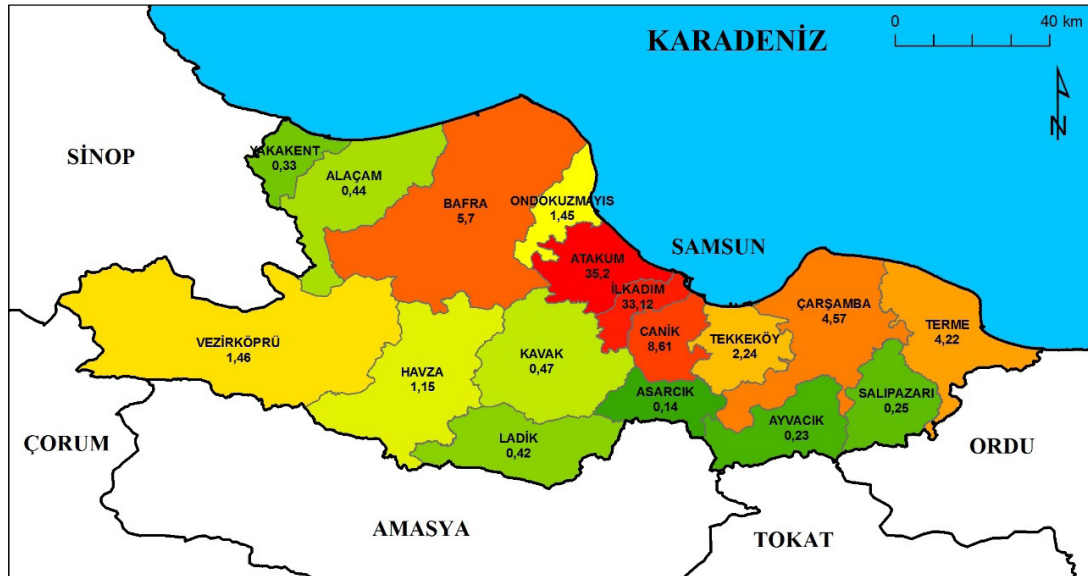 0 40 km
KARADENİZ
N
SİNOP
YAKAKENT
0,33
ALAÇAM
0,44
BAFRA
5,7
ONDOKUZMAYIS
1,45
SAMSUN
ATAKUM
35,2
İLKADIM
33,12
CANİK
8,61
TEKKEKÖY
2,24
ÇARŞAMBA
4,57
TERME
4,22
VEZİRKÖPRÜ
1,46
HAVZA
1,15
KAVAK
0,47
ASARCIK
0,14
SALIPAZARI
0,25
AYVACIK
0,23
LADİK
0,42
ÇORUM
ORDU
AMASYA
TOKAT